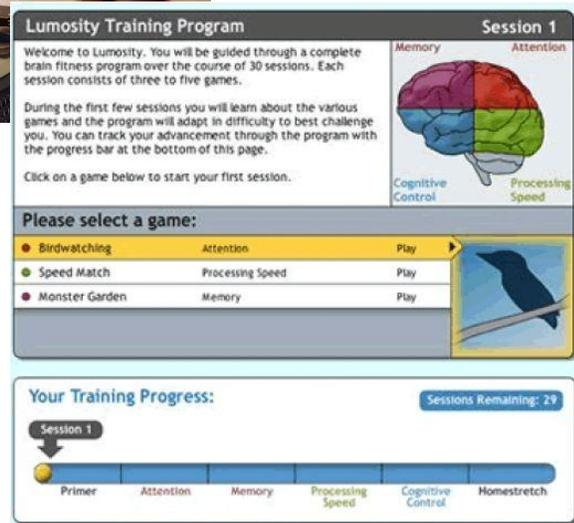 Lumosity Training Program
Session 1
Welcome to Lumosity. You will be guided through a complete
brain fitness program over the course of 30 sessions. Each
session consists of three to five games.
During the first few sessions you will learn about the various
games and the program will adapt in difficulty to best challenge
you. You can track your advancement through the program with
the progress bar at the bottom of this page.
Click on a game below to start your first session.
Memory
Attention
Cognitive
Control
Processing
Speed
Please select a game:
Birdwatching Attention Play
Speed Match Processing Speed Play
Monster Garden Memory Play
Your Training Progress:
Sessions Remaining: 29
Session 1
Primer
Attention
Memory
Processing
Speed
Cognitive
Control
Homestretch